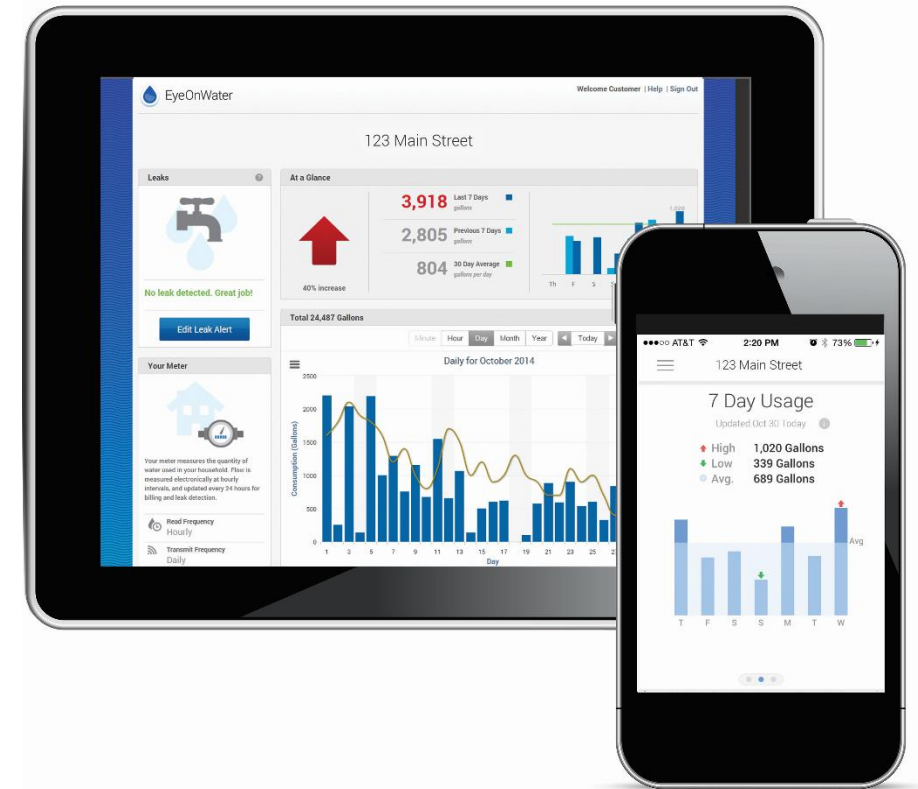 EyeOnWater
Welcome Customer | Help | Sign Out
123 Main Street
Leaks
No leak detected. Great job!
Edit Leak Alert
Your Meter
Your meter measures the quantity of
water used in your household. Flow is
measured electronically at hourly
intervals, and updated every 24 hours for
billing and leak detection.
Read Frequency
Hourly
Transmit Frequency
Daily
At a Glance
40% increase
3,918 Last 7 Days
gallons
2,805 Previous 7 Days
gallons
804 30 Day Average
gallons per day
1,020
Th F S
Total 24,487 Gallons
Minute Hour Day Month Year Today
Daily for October 2014
Consumption (Gallons)
2500
2000
1500
1000
500
0
1 3 5 7 9 11 13 15 17 19 21 23 25
Day
AT&T 2:20 PM 73%
123 Main Street
7 Day Usage
Updated Oct 30 Today
High 1,020 Gallons
Low 339 Gallons
Avg. 689 Gallons
Avg
T F S S M T W